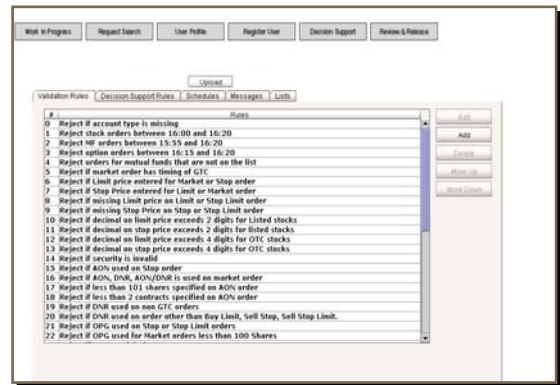 Work In Progress Request Search User Profile Register User Decision Support Review & Release
Upload
Validation Rules Decision Support Rules Schedules Messages Lists
# Rules
0 Reject if account type is missing
1 Reject stock orders between 16:00 and 16:20
2 Reject MF orders between 15:55 and 16:20
3 Reject option orders between 16:15 and 16:20
4 Reject orders for mutual funds that are not on the list
5 Reject if market order has timing of GTC
6 Reject if Limit price entered for Market or Stop order
7 Reject if Stop Price entered for Limit or Market order
8 Reject if missing Limit price on Limit or Stop Limit order
9 Reject if missing Stop Price on Stop or Stop Limit order
10 Reject if decimal on limit price exceeds 2 digits for Listed stocks
11 Reject if decimal on stop price exceeds 2 digits for listed stocks
12 Reject if decimal on limit price exceeds 4 digits for OTC stocks
13 Reject if decimal on stop price exceeds 4 digits for OTC stocks
14 Reject if security is invalid
15 Reject if AON used on Stop order
16 Reject if AON, DNR, AON/DNR is used on market order
17 Reject if less than 101 shares specified on AON order
18 Reject if less than 2 contracts specified on AON order
19 Reject if DNR used on non GTC orders
20 Reject if DNR used on order other than Buy Limit, Sell Stop, Sell Stop Limit.
21 Reject if OPG used on Stop or Stop Limit orders
22 Reject if OPG used for Market orders less than 100 Shares
Edit
Add
Delete
Move Up
Move Down